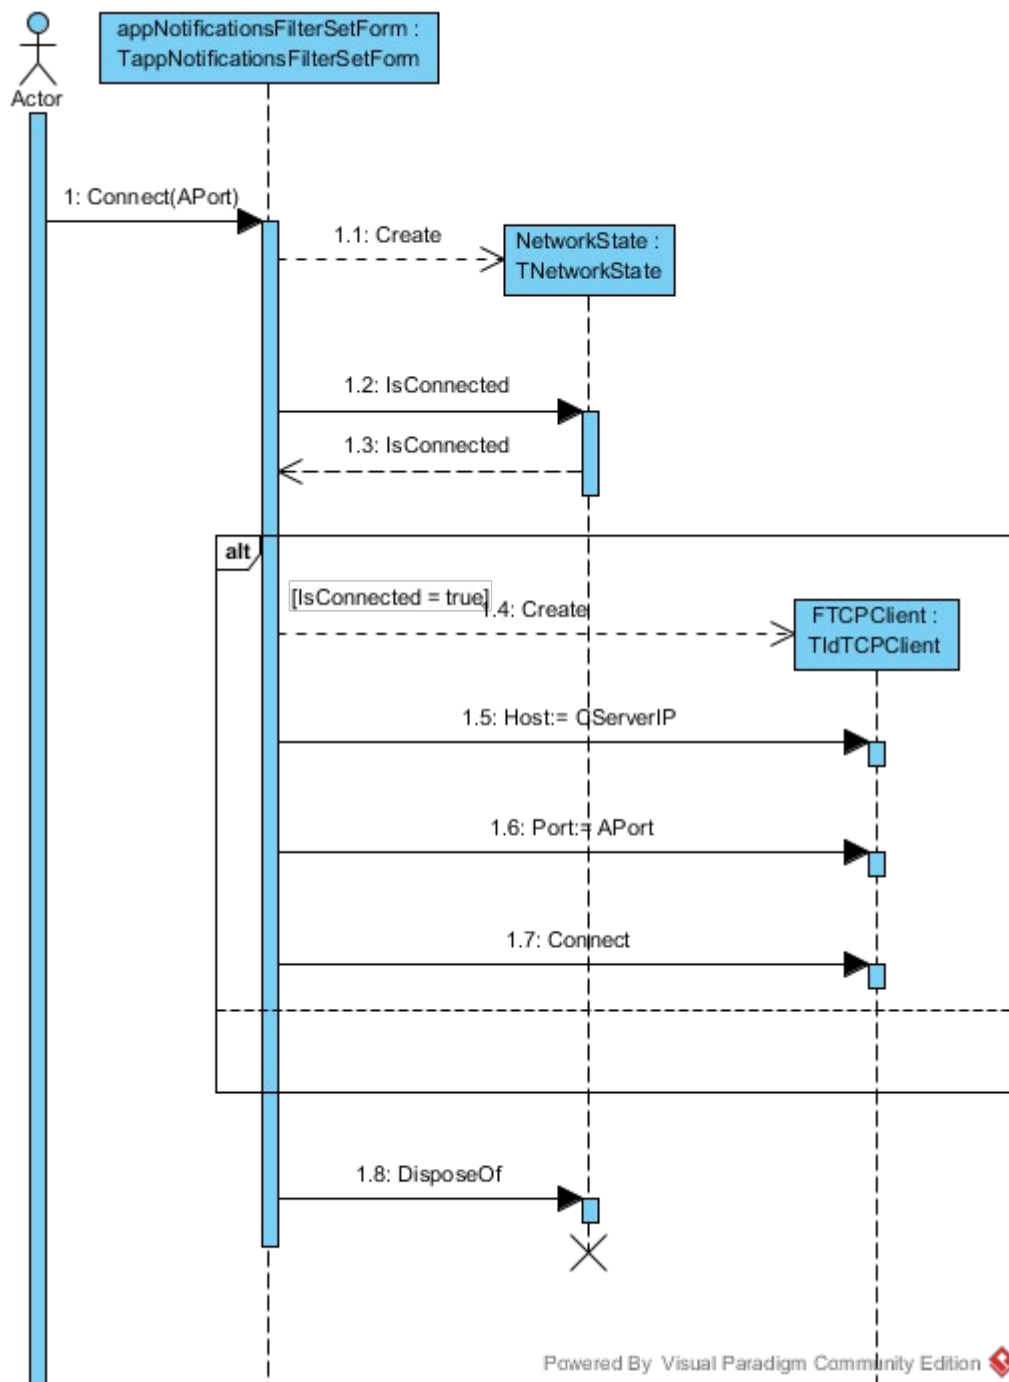 appNotificationsFilterSetForm :
TappNotificationsFilterSetForm
Actor
1: Connect(APort)
1.1: Create
NetworkState :
TNetworkState
1.2: IsConnected
1.3: IsConnected
alt
[IsConnected = true]
1.4: Create
FTCPClient :
TIdTCPClient
1.5: Host:= CServerIP
1.6: Port:= APort
1.7: Connect
1.8: DisposeOf
Powered By Visual Paradigm Community Edition